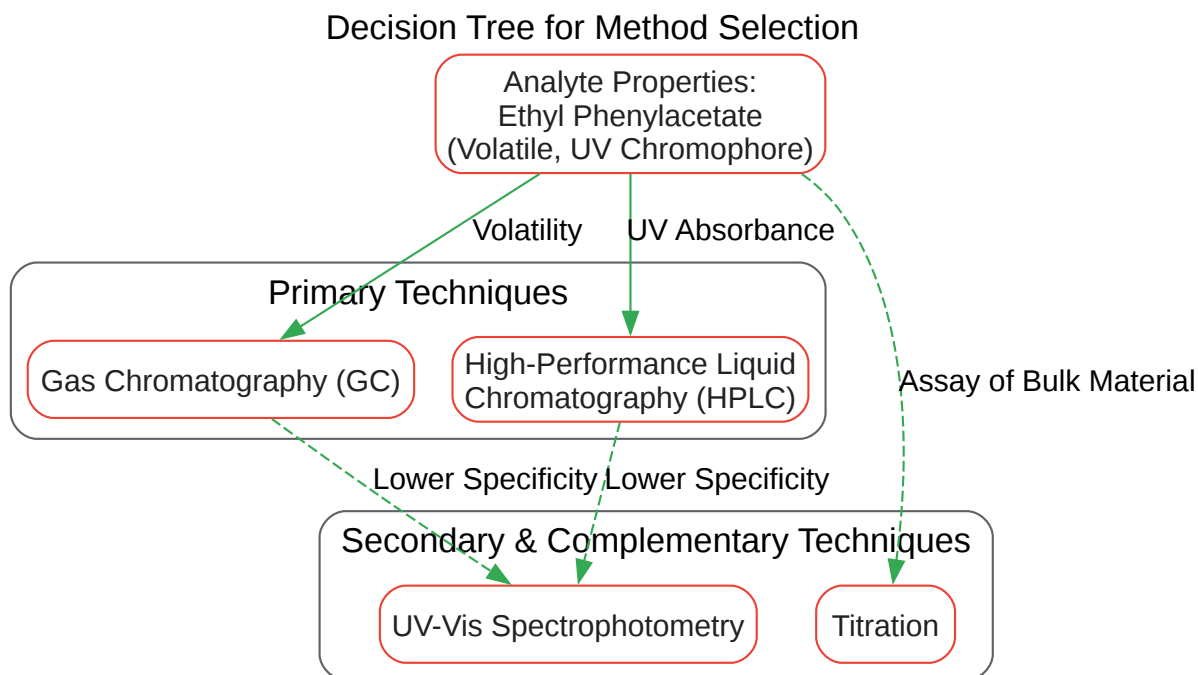 Decision Tree for Method Selection
Analyte Properties:
Ethyl Phenylacetate
(Volatile, UV Chromophore)
Volatility
UV Absorbance
Primary Techniques
Gas Chromatography (GC)
High-Performance Liquid
Chromatography (HPLC)
Assay of Bulk Material
Lower Specificity
Lower Specificity
Secondary & Complementary Techniques
UV-Vis Spectrophotometry
Titration